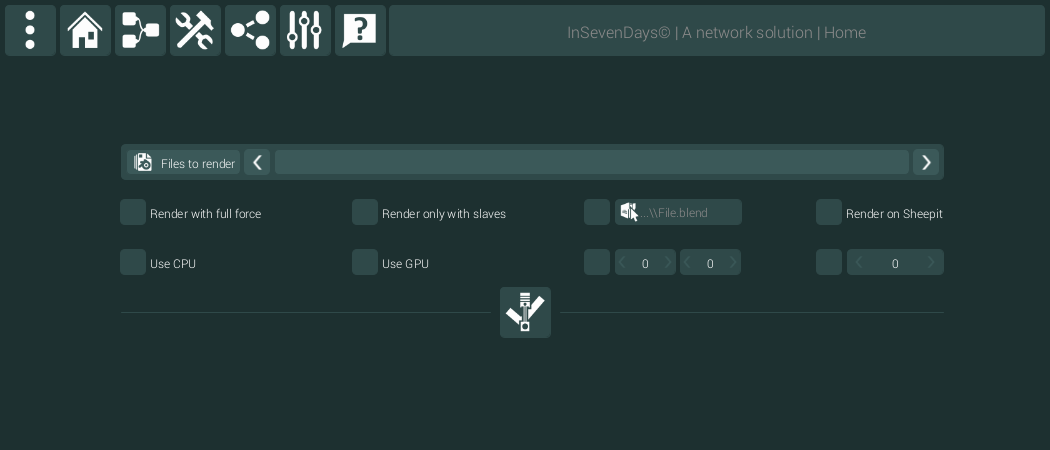 InSevenDays© | A network solution | Home
Files to render
Render with full force
Render only with slaves
...\\File.blend
Render on Sheepit
Use CPU
Use GPU
0
0
0